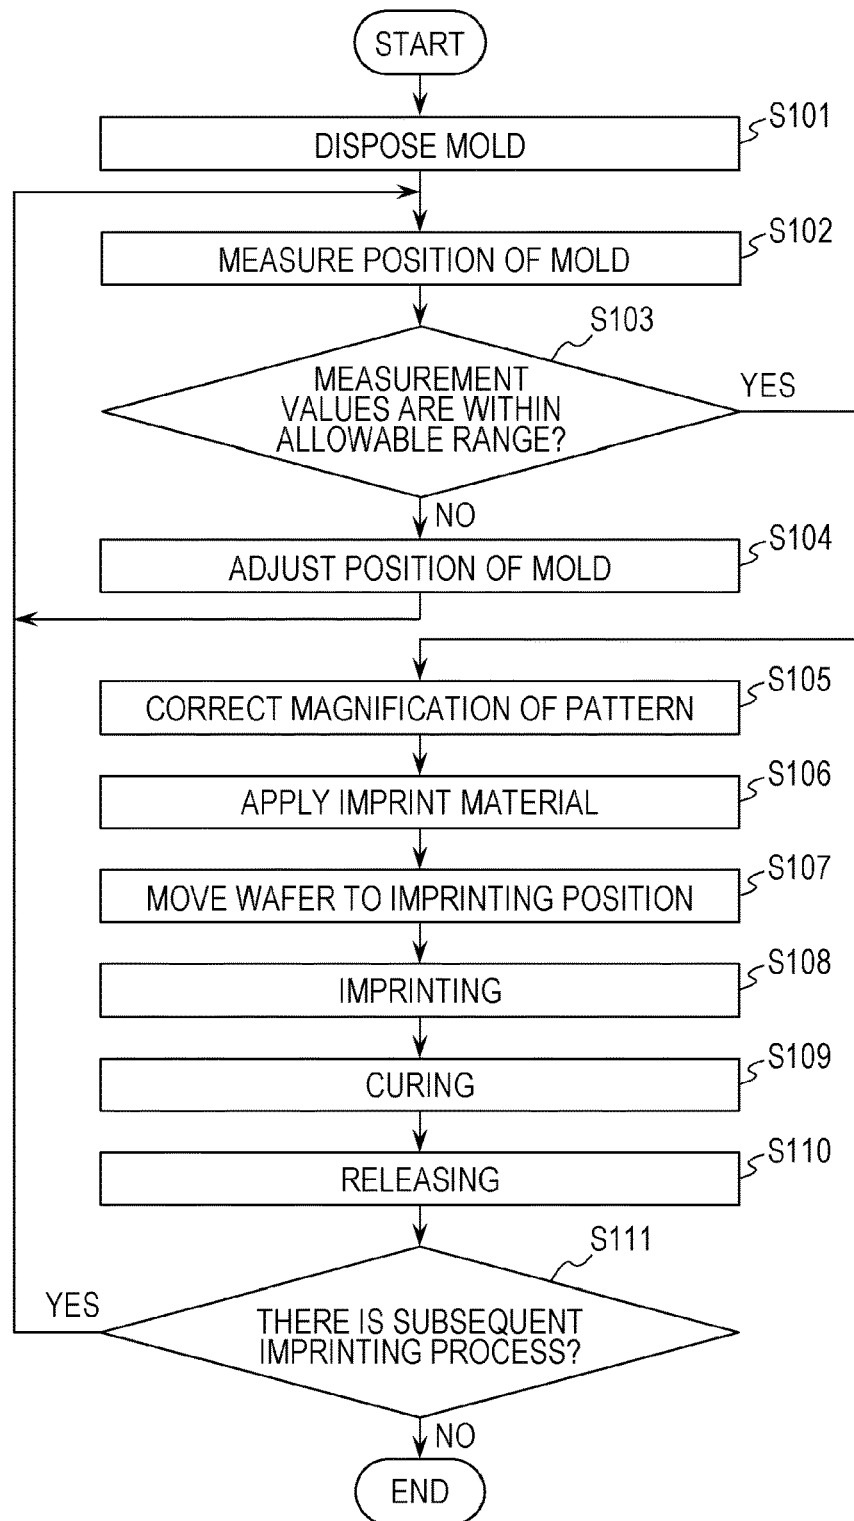 START
S101
DISPOSE MOLD
S102
MEASURE POSITION OF MOLD
S103
MEASUREMENT
VALUES ARE WITHIN
ALLOWABLE RANGE?
YES
NO
S104
ADJUST POSITION OF MOLD
S105
CORRECT MAGNIFICATION OF PATTERN
S106
APPLY IMPRINT MATERIAL
S107
MOVE WAFER TO IMPRINTING POSITION
S108
IMPRINTING
S109
CURING
S110
RELEASING
S111
YES
THERE IS SUBSEQUENT
IMPRINTING PROCESS?
NO
END